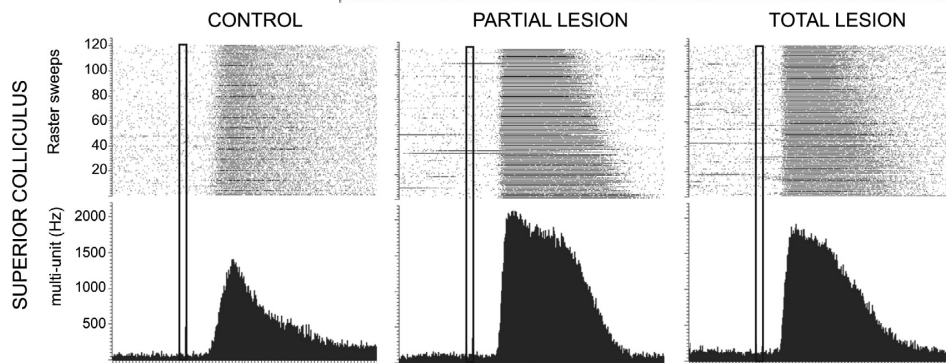 CONTROL PARTIAL LESION TOTAL LESION
SUPERIOR COLLICULUS
Raster sweeps
120
100
80
60
40
20
multi-unit (Hz)
2000
1500
1000
500